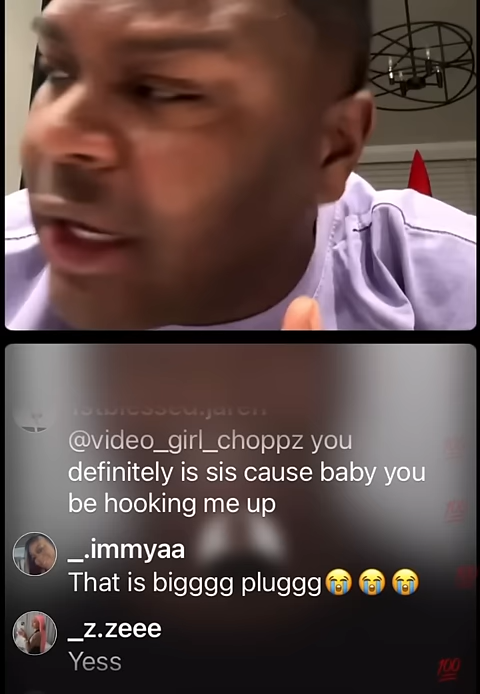 @video_girl_choppz you
definitely is sis cause baby you
be hooking me up
_.immyaa
That is bigggg pluggg😭😭😭
_z.zeee
Yess
💯